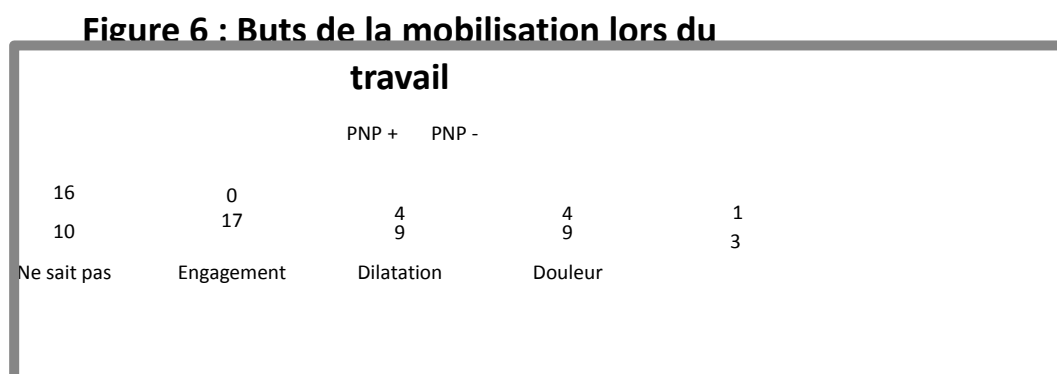 Figure 6 : Buts de la mobilisation lors du
travail
PNP + PNP -
16 0 4 4 1
10 17 9 9 3
Ne sait pas Engagement Dilatation Douleur